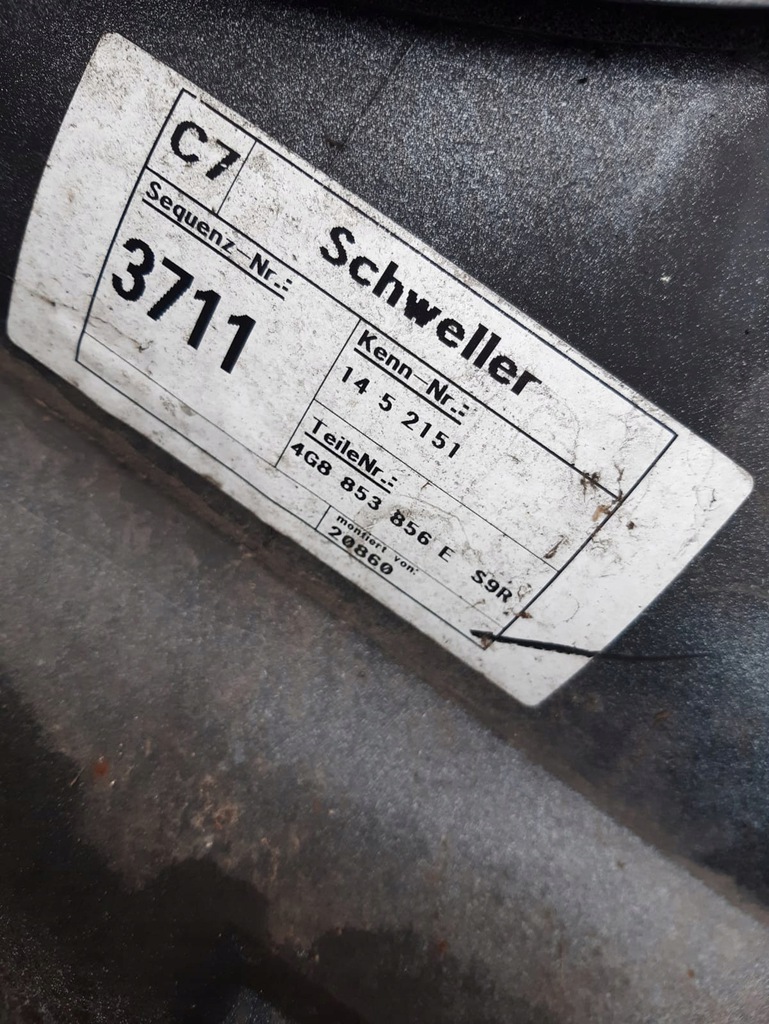 C7
Schweller
Sequenz-Nr.:
3711
Kenn-Nr.:
14 5 2151
TeileNr.:
4G8 853 856 E S9R
montiert von:
20860